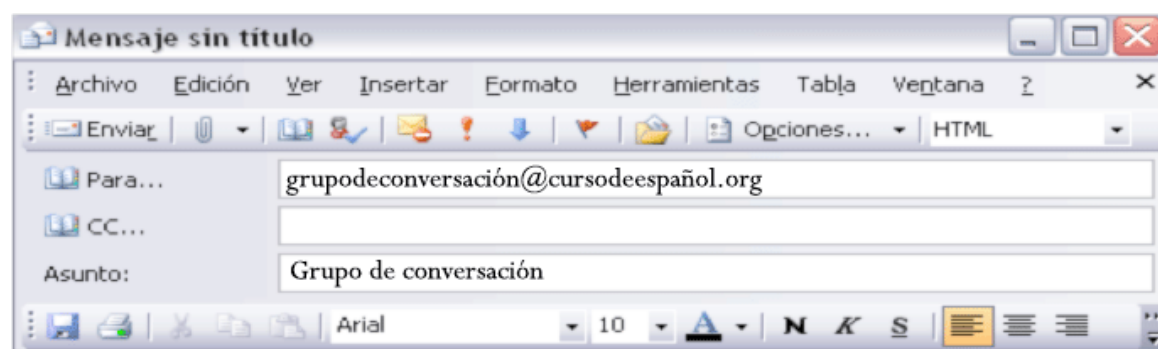 Mensaje sin título
Archivo Edición Ver Insertar Formato Herramientas Tabla Ventana ?
Enviar Opciones... HTML
Para... grupodeconversación@cursodeespañol.org
CC...
Asunto: Grupo de conversación
Arial 10 A N K S